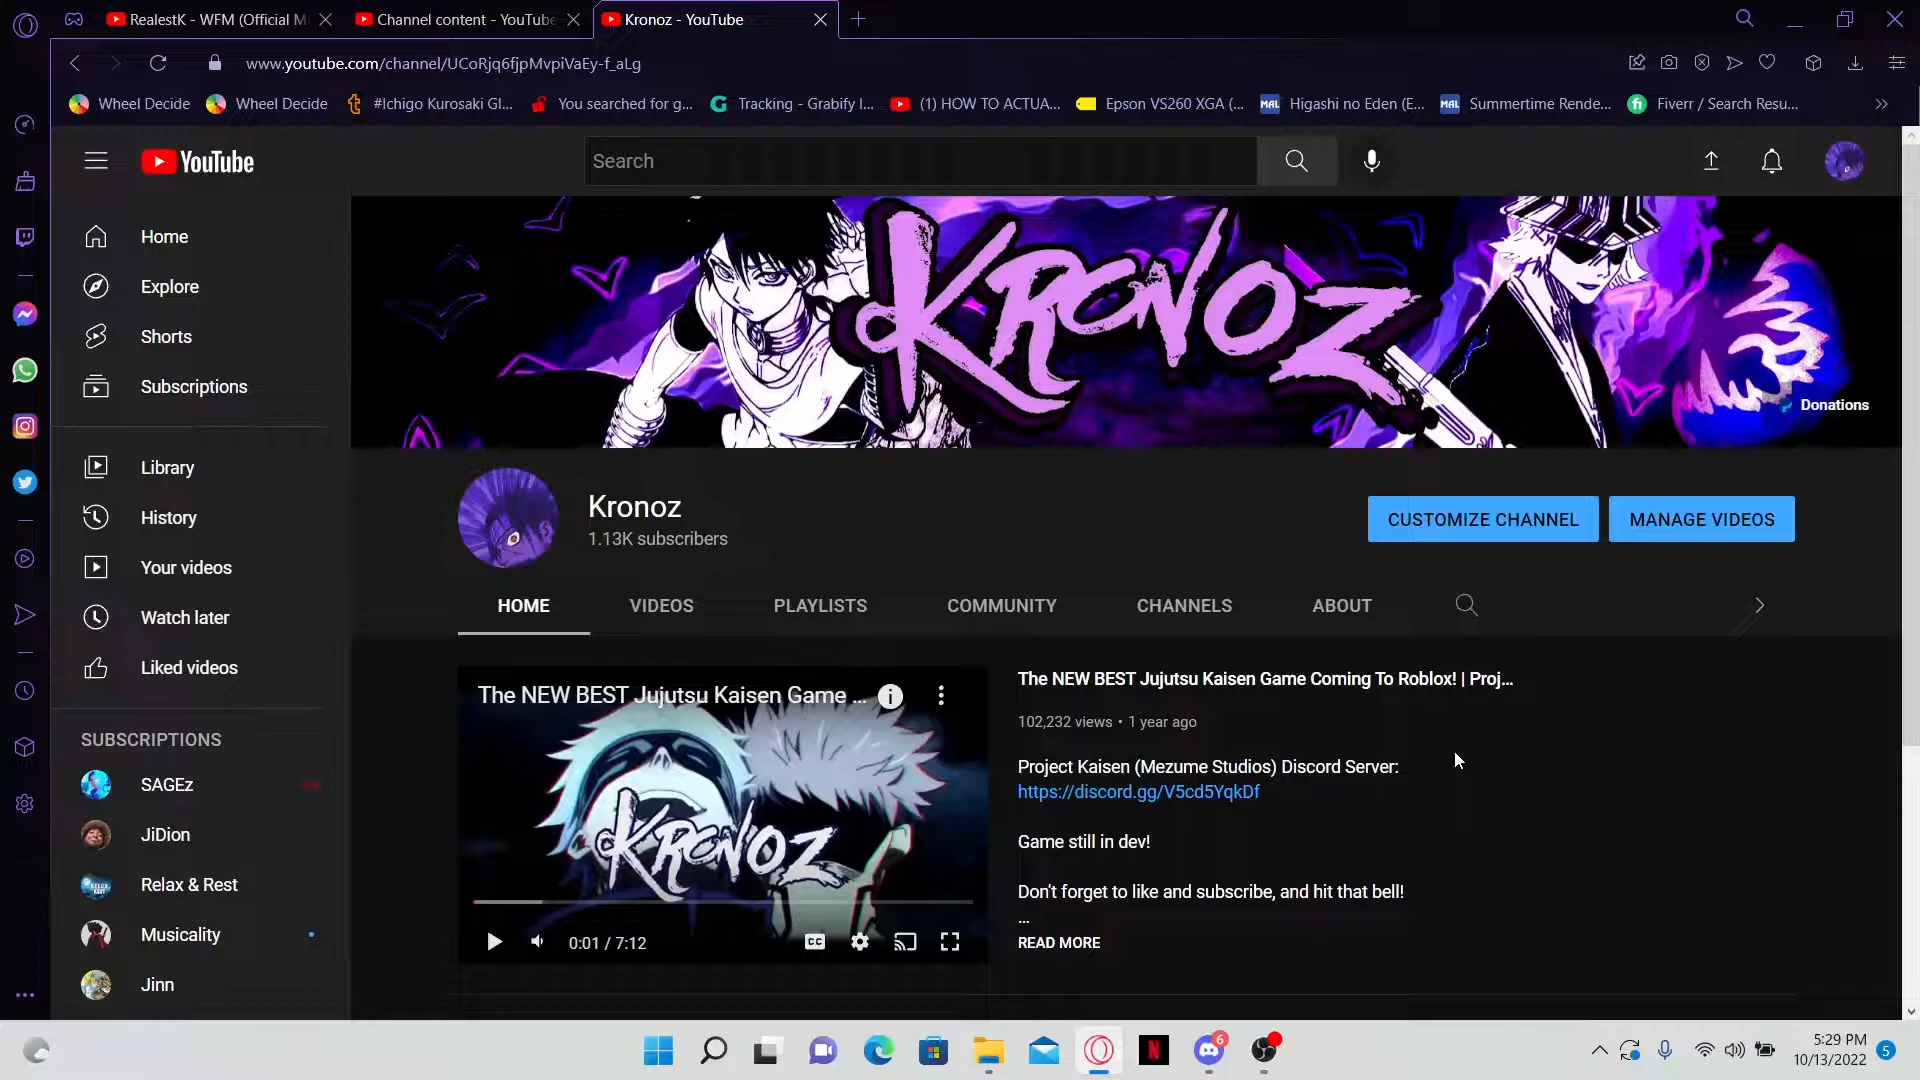 RealestK - WFM (Official M
Channel content - YouTube
Kronoz - YouTube
www.youtube.com/channel/UCoRjq6fjpMvpiVaEy-f_aLg
Wheel Decide
Wheel Decide
#Ichigo Kurosaki GI...
You searched for g...
Tracking - Grabify I...
(1) HOW TO ACTUA...
Epson VS260 XGA (...
MAL Higashi no Eden (E...
MAL Summertime Rende...
fi Fiverr / Search Resu...
YouTube
Search
Home
Explore
Shorts
Subscriptions
Library
History
Your videos
Watch later
Liked videos
SUBSCRIPTIONS
SAGEz
JiDion
Relax & Rest
Musicality
Jinn
KRONOZ
Donations
Kronoz
1.13K subscribers
CUSTOMIZE CHANNEL
MANAGE VIDEOS
HOME
VIDEOS
PLAYLISTS
COMMUNITY
CHANNELS
ABOUT
The NEW BEST Jujutsu Kaisen Game ...
KRONOZ
0:01 / 7:12
CC
The NEW BEST Jujutsu Kaisen Game Coming To Roblox! | Proj...
102,232 views • 1 year ago
Project Kaisen (Mezume Studios) Discord Server:
https://discord.gg/V5cd5YqkDf
Game still in dev!
Don't forget to like and subscribe, and hit that bell!
...
READ MORE
N
6
5:29 PM
10/13/2022
5